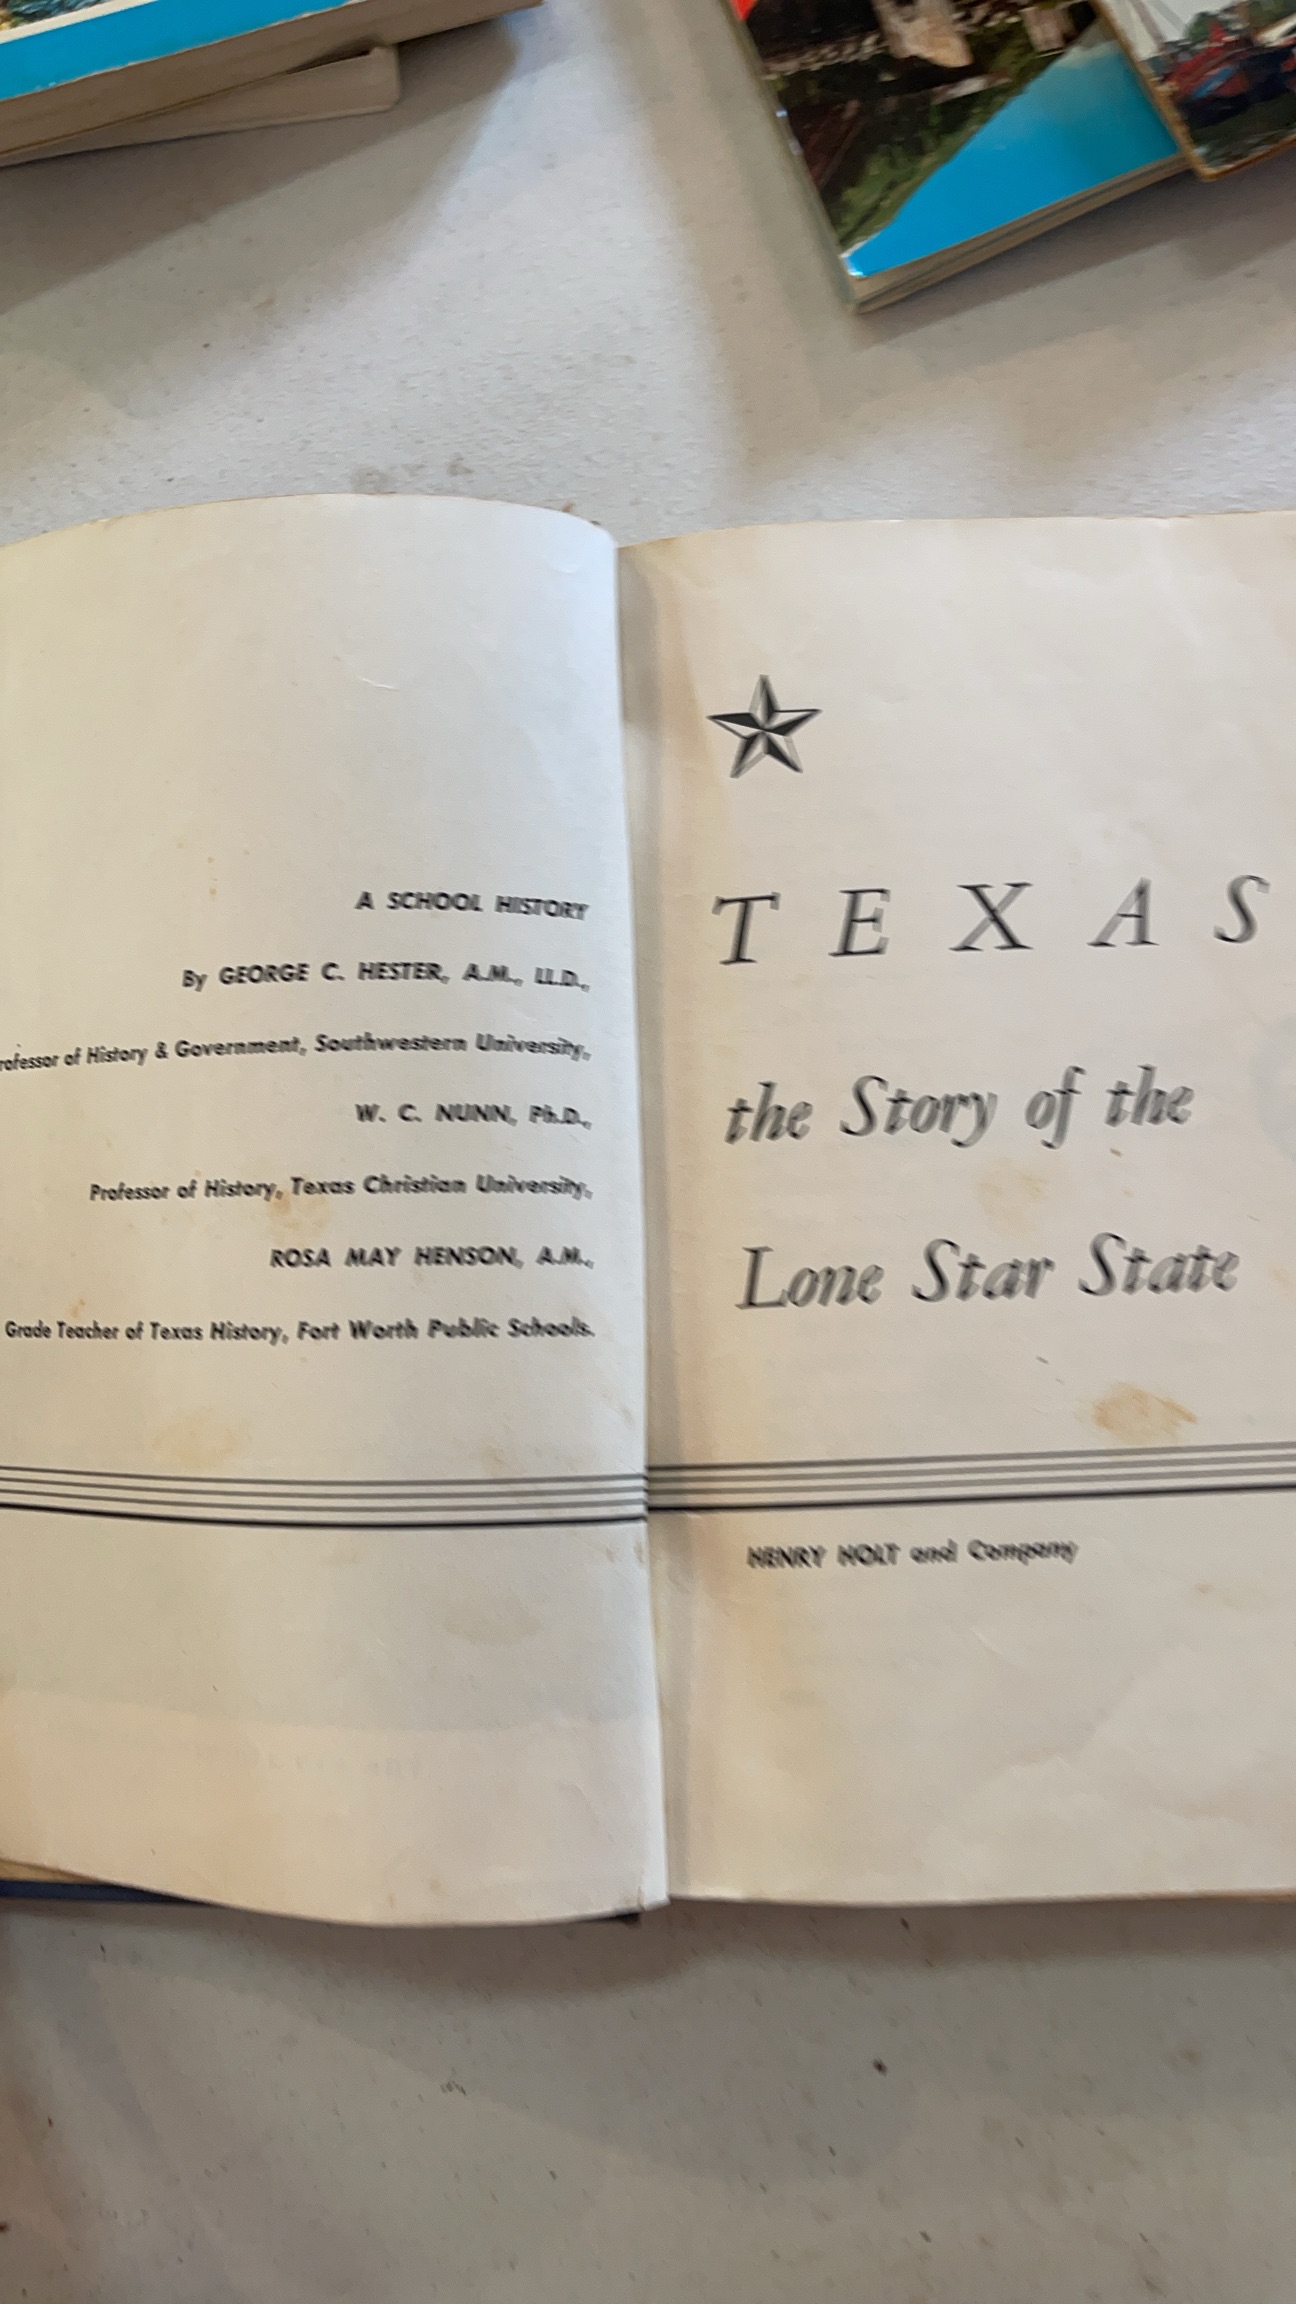 A SCHOOL HISTORY
By GEORGE C. HESTER, A.M., LL.D.,
rofessor of History & Government, Southwestern University,
W. C. NUNN, Ph.D.,
Professor of History, Texas Christian University,
ROSA MAY HENSON, A.M.,
Grade Teacher of Texas History, Fort Worth Public Schools.
TEXAS
the Story of the
Lone Star State
HENRY HOLT and Company